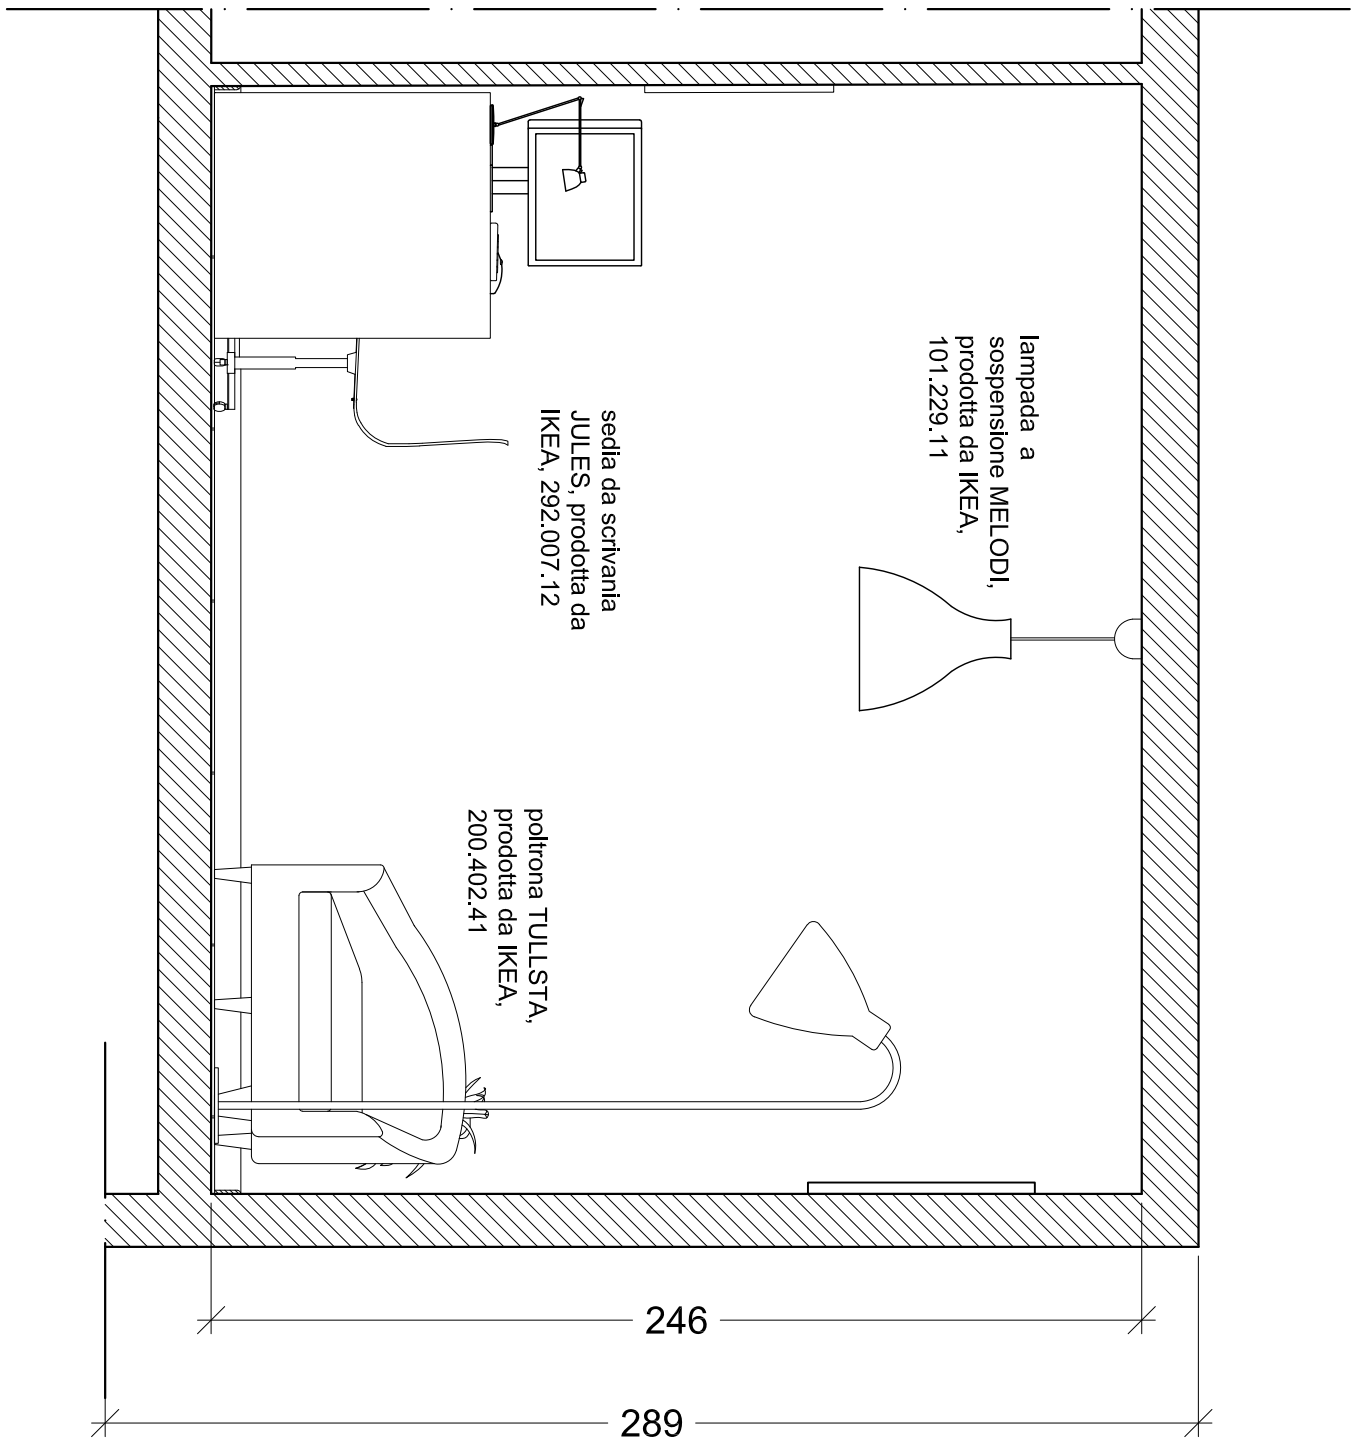 lampada a
sospensione MELODI,
prodotta da IKEA,
101.229.11
sedia da scrivania
JULES, prodotta da
IKEA, 292.007.12
poltrona TULLSTA,
prodotta da IKEA,
200.402.41
246
289